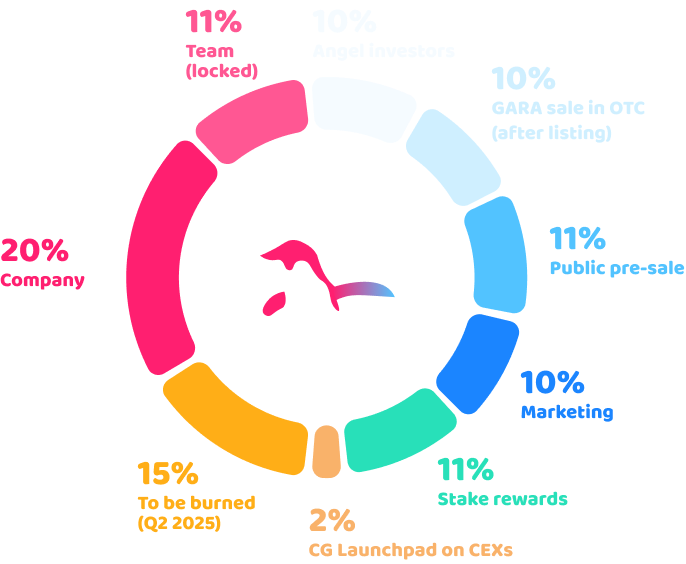 11%
Team
(locked)
10%
Angel investors
10%
GARA sale in OTC
(after listing)
11%
Public pre-sale
10%
Marketing
11%
Stake rewards
2%
CG Launchpad on CEXs
15%
To be burned
(Q2 2025)
20%
Company